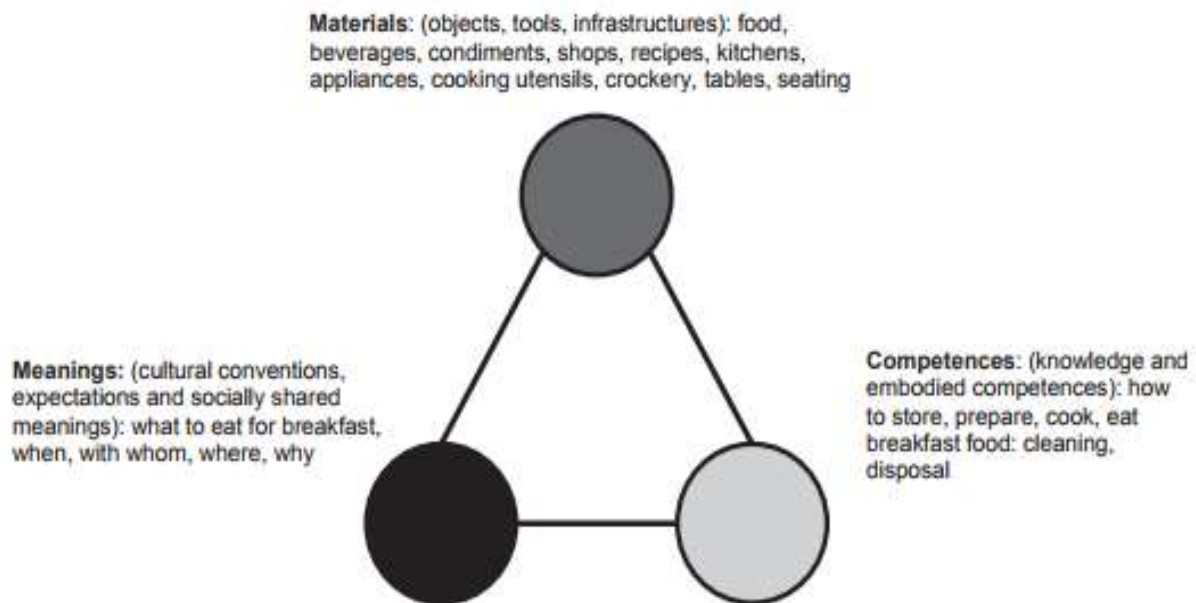 Materials: (objects, tools, infrastructures): food,
beverages, condiments, shops, recipes, kitchens,
appliances, cooking utensils, crockery, tables, seating
Meanings: (cultural conventions,
expectations and socially shared
meanings): what to eat for breakfast,
when, with whom, where, why
Competences: (knowledge and
embodied competences): how
to store, prepare, cook, eat
breakfast food: cleaning,
disposal